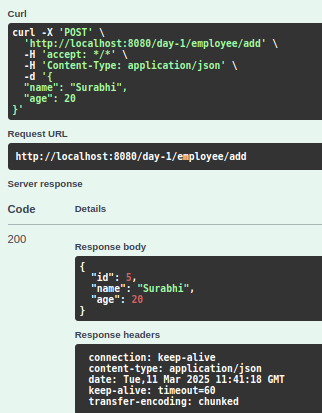 Curl
curl -X 'POST' \
  'http://localhost:8080/day-1/employee/add' \
  -H 'accept: */*' \
  -H 'Content-Type: application/json' \
  -d '{
  "name": "Surabhi",
  "age": 20
}'
Request URL
http://localhost:8080/day-1/employee/add
Server response
Code Details
200
Response body
{
  "id": 5,
  "name": "Surabhi",
  "age": 20
}
Response headers
connection: keep-alive
content-type: application/json
date: Tue,11 Mar 2025 11:41:18 GMT
keep-alive: timeout=60
transfer-encoding: chunked